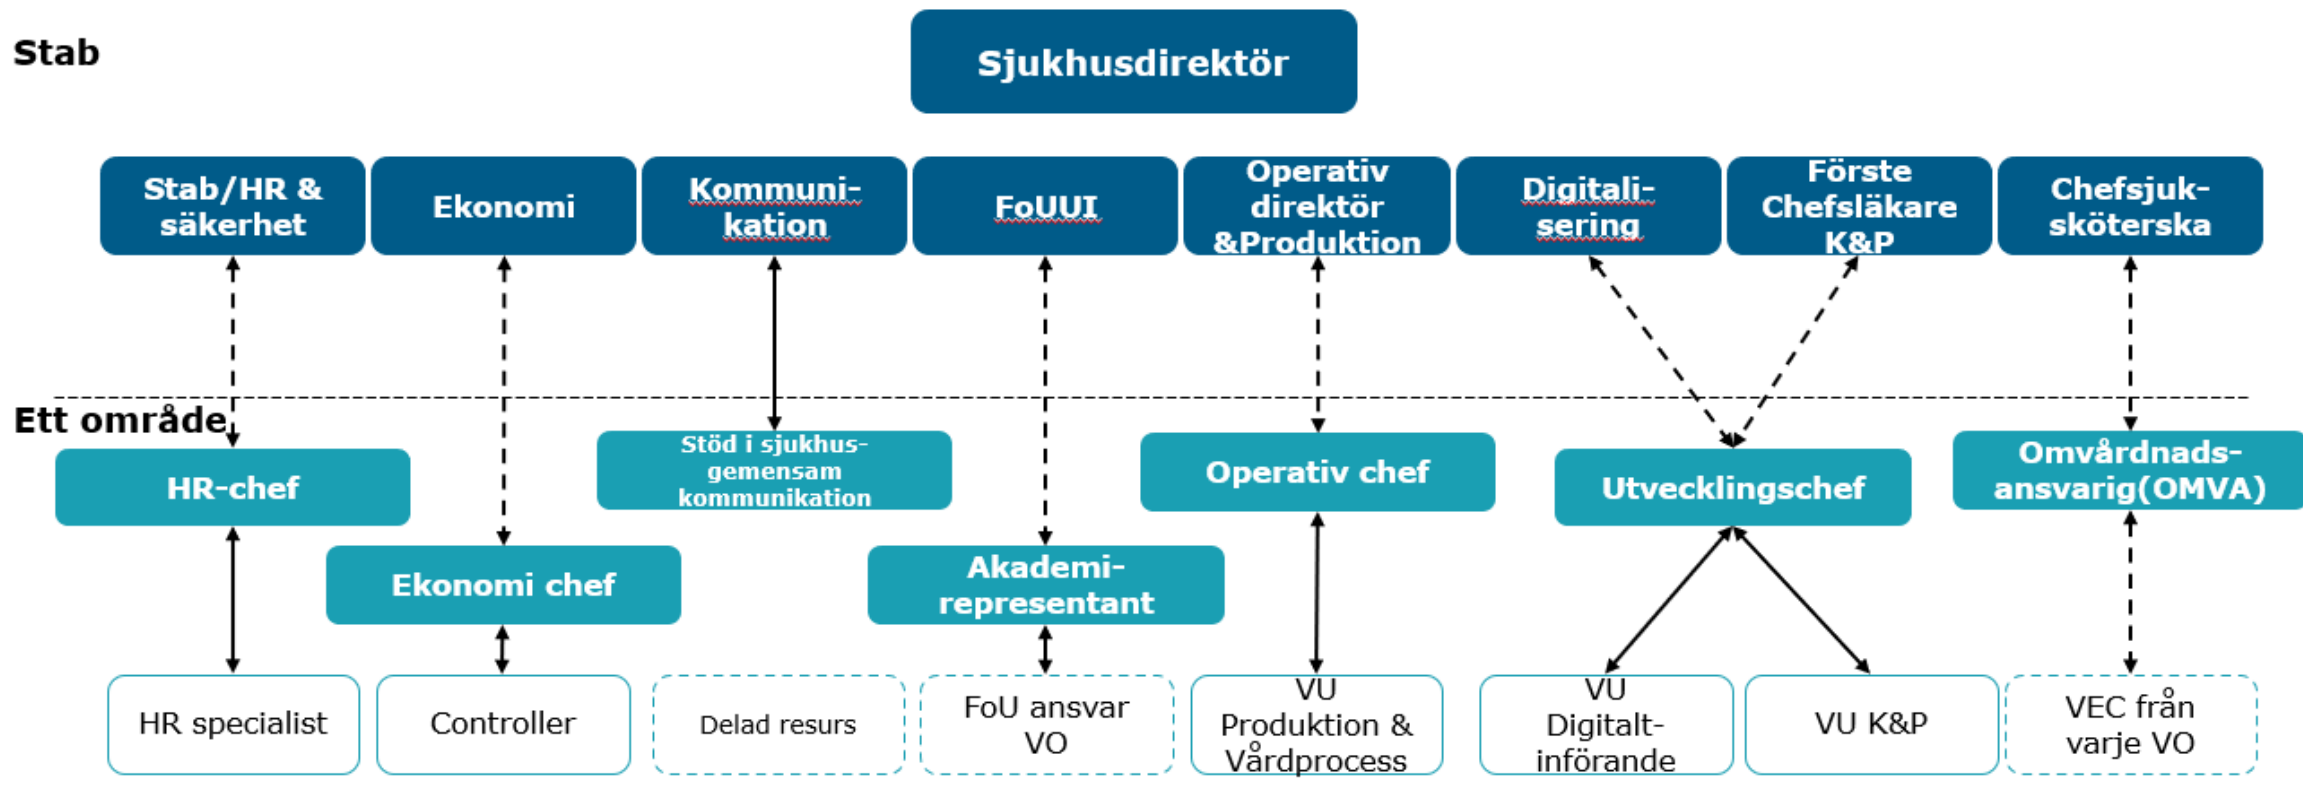 Stab
Sjukhusdirektör
Stab/HR &
säkerhet
Ekonomi
Kommuni-
kation
FoUUI
Operativ
direktör
&Produktion
Digitali-
sering
Förste
Chefsläkare
K&P
Chefsjuk-
sköterska
Ett område
HR-chef
Ekonomi chef
Stöd i sjukhus-
gemensam
kommunikation
Akademi-
representant
Operativ chef
Utvecklingschef
Omvårdnads-
ansvarig(OMVA)
HR specialist
Controller
Delad resurs
FoU ansvar
VO
VU
Produktion &
Vårdprocess
VU
Digitalt-
införande
VU K&P
VEC från
varje VO